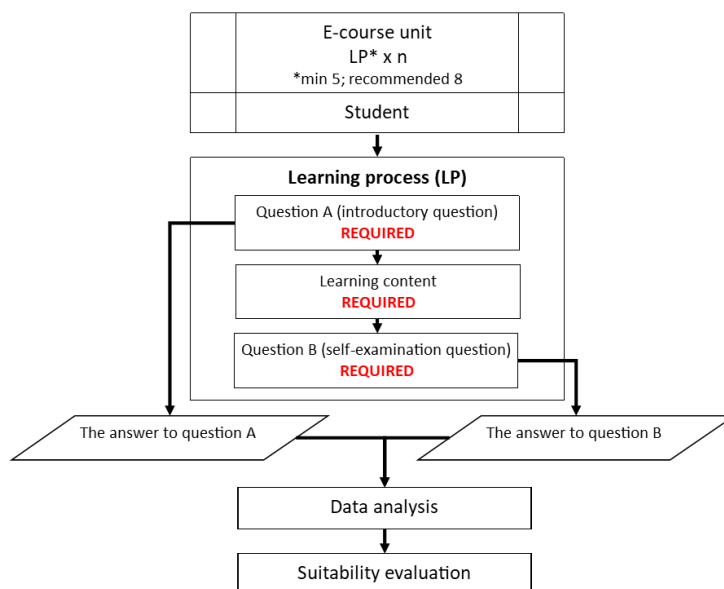 E-course unit
LP* x n
*min 5; recommended 8
Student
Learning process (LP)
Question A (introductory question)
REQUIRED
Learning content
REQUIRED
Question B (self-examination question)
REQUIRED
The answer to question A
The answer to question B
Data analysis
Suitability evaluation